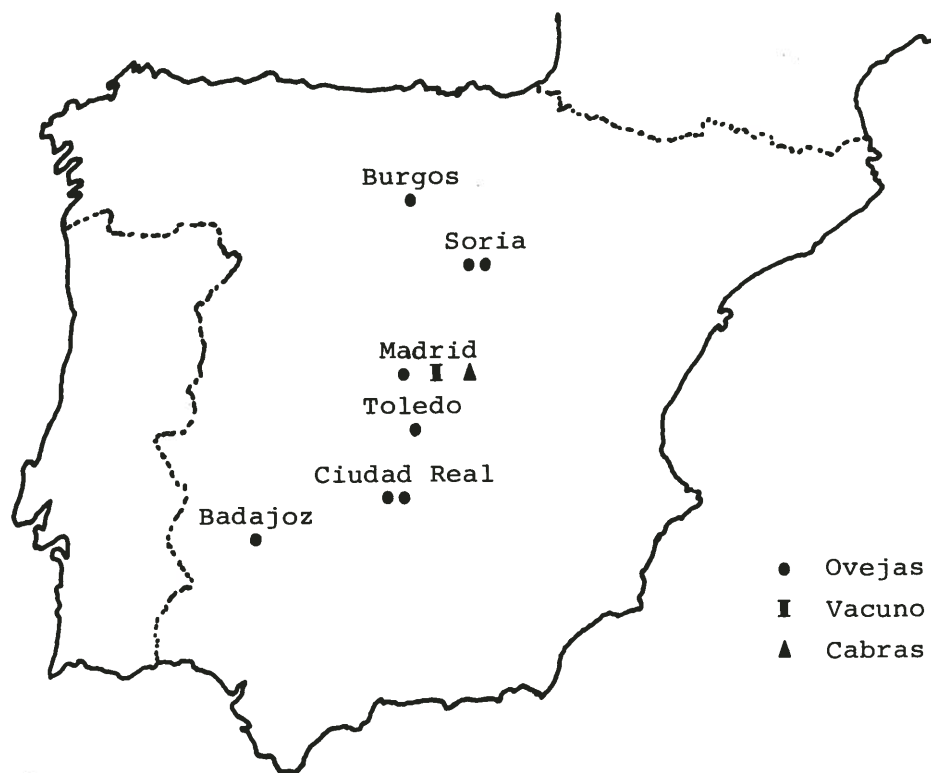 Burgos
Soria
Madrid
Toledo
Ciudad Real
Badajoz
Ovejas
Vacuno
Cabras